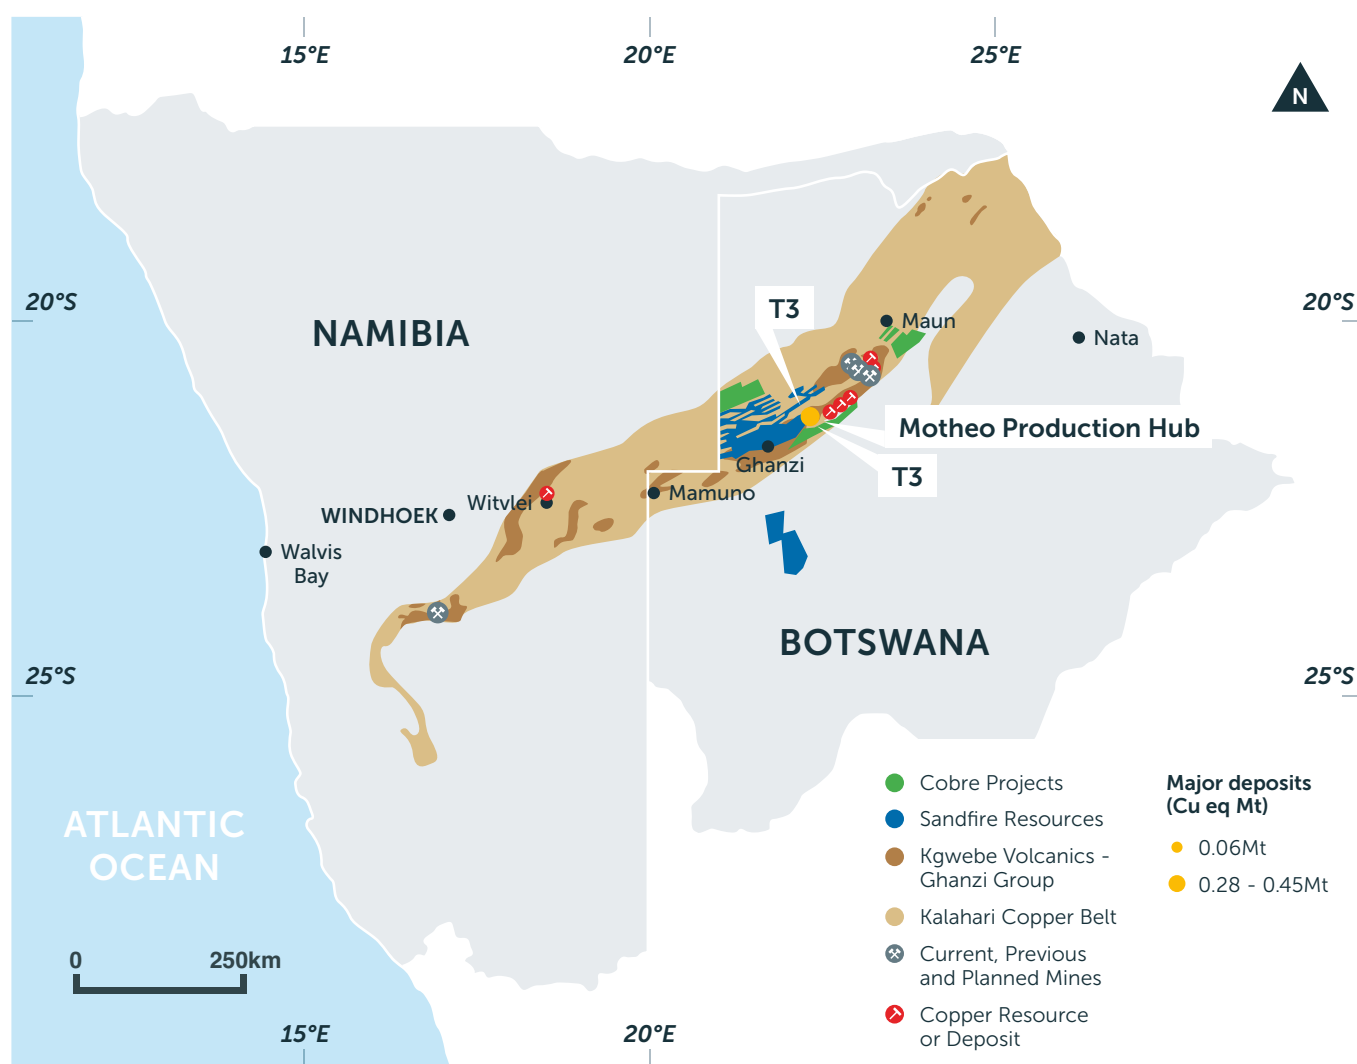 15°E
20°E
25°E
N
20°S
20°S
T3
NAMIBIA
Maun
Nata
Motheo Production Hub
Ghanzi
T3
Witvlei
Mamuno
WINDHOEK
Walvis
Bay
BOTSWANA
25°S
25°S
ATLANTIC
OCEAN
0
250km
15°E
20°E
Cobre Projects
Sandfire Resources
Kgwebe Volcanics -
Ghanzi Group
Kalahari Copper Belt
Current, Previous
and Planned Mines
Copper Resource
or Deposit
Major deposits
(Cu eq Mt)
0.06Mt
0.28 - 0.45Mt